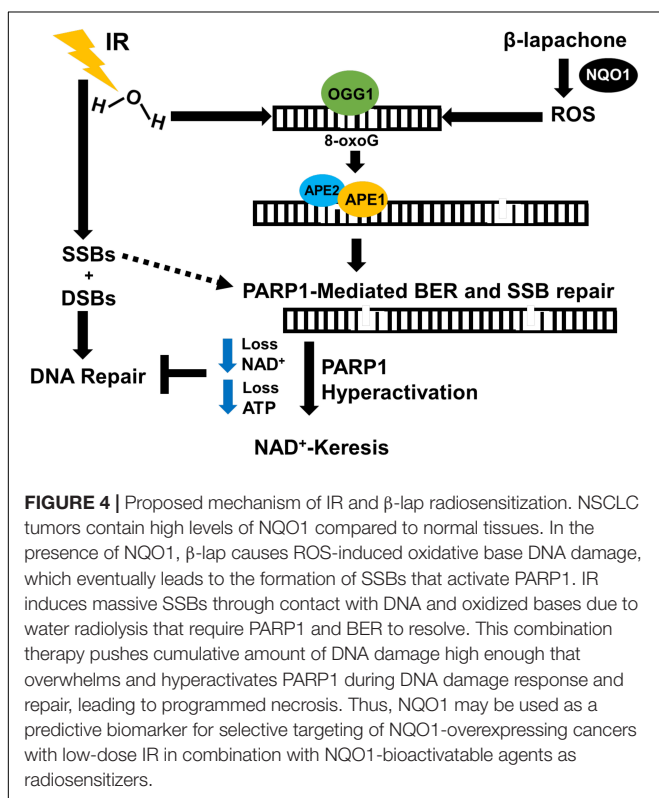 IR
β-lapachone
NQO1
H O H
OGG1
ROS
8-oxoG
APE2 APE1
SSBs
+
DSBs
PARP1-Mediated BER and SSB repair
DNA Repair
Loss
NAD⁺
Loss
ATP
PARP1
Hyperactivation
NAD⁺-Keresis
FIGURE 4 | Proposed mechanism of IR and β-lap radiosensitization. NSCLC
tumors contain high levels of NQO1 compared to normal tissues. In the
presence of NQO1, β-lap causes ROS-induced oxidative base DNA damage,
which eventually leads to the formation of SSBs that activate PARP1. IR
induces massive SSBs through contact with DNA and oxidized bases due to
water radiolysis that require PARP1 and BER to resolve. This combination
therapy pushes cumulative amount of DNA damage high enough that
overwhelms and hyperactivates PARP1 during DNA damage response and
repair, leading to programmed necrosis. Thus, NQO1 may be used as a
predictive biomarker for selective targeting of NQO1-overexpressing cancers
with low-dose IR in combination with NQO1-bioactivatable agents as
radiosensitizers.